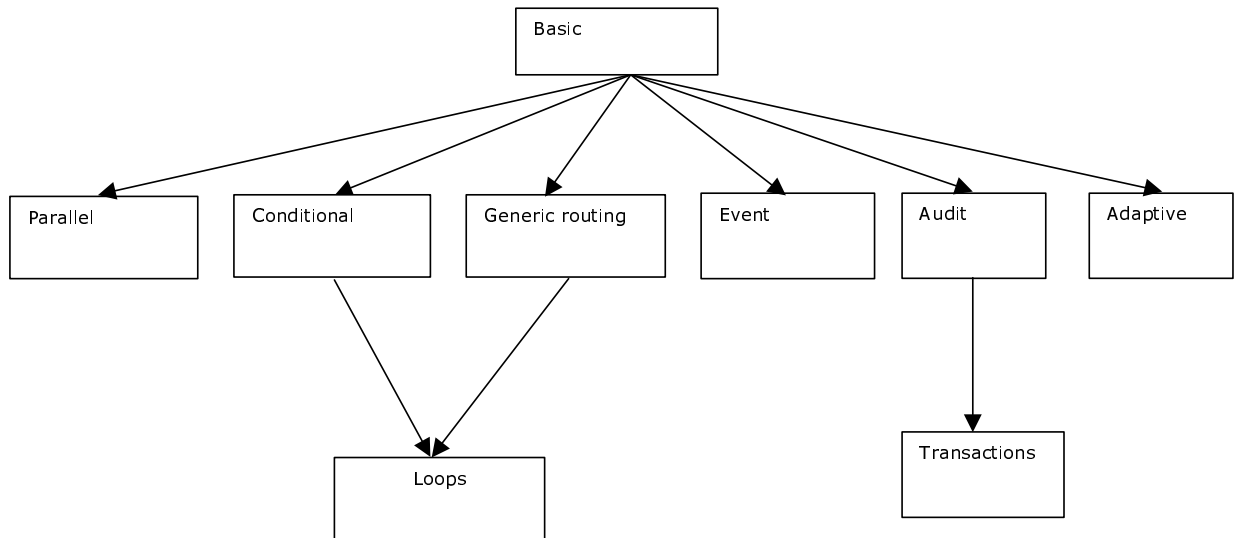 Basic
Parallel
Conditional
Generic routing
Event
Audit
Adaptive
Loops
Transactions